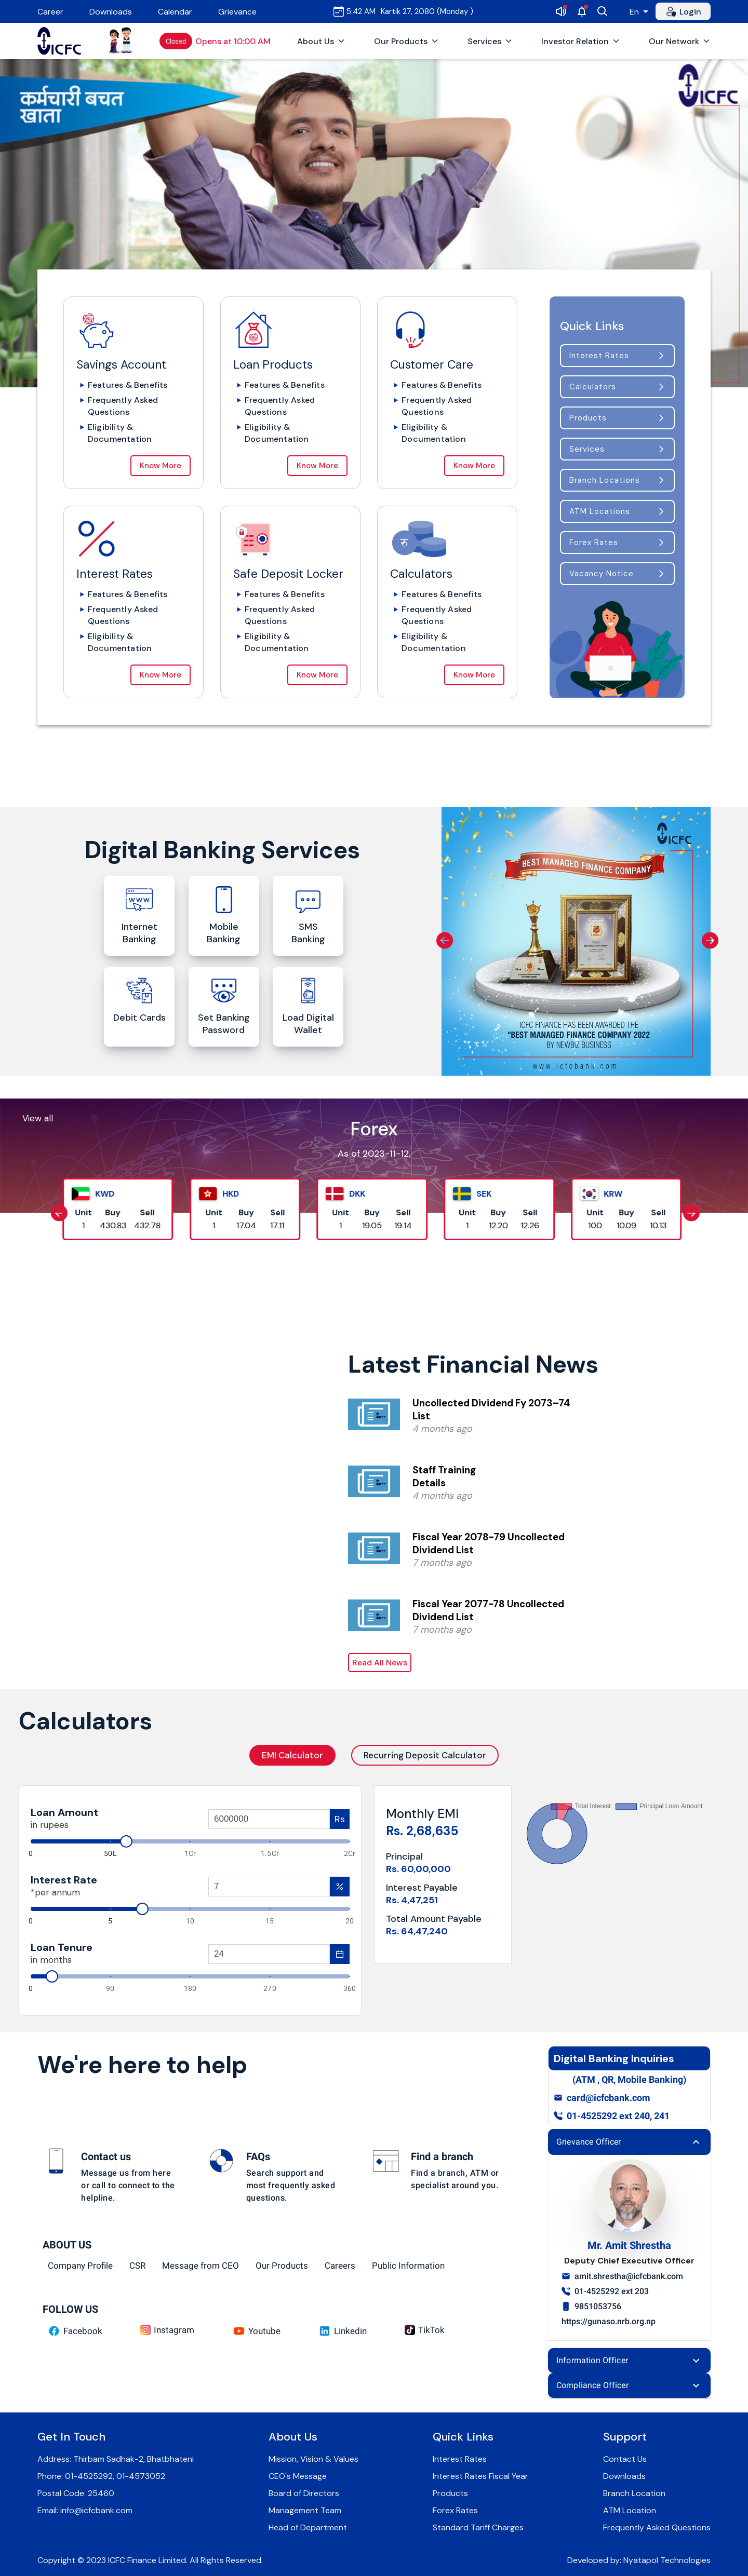 Career
Downloads
Calendar
Grievance
5:42 AM Kartik 27, 2080 (Monday )
En
Login
ICFC
Closed
Opens at 10:00 AM
About Us
Our Products
Services
Investor Relation
Our Network
कर्मचारी बचत
खाता
ICFC
Savings Account
Features & Benefits
Frequently Asked
Questions
Eligibility &
Documentation
Know More
Loan Products
Features & Benefits
Frequently Asked
Questions
Eligibility &
Documentation
Know More
Customer Care
Features & Benefits
Frequently Asked
Questions
Eligibility &
Documentation
Know More
Interest Rates
Features & Benefits
Frequently Asked
Questions
Eligibility &
Documentation
Know More
Safe Deposit Locker
Features & Benefits
Frequently Asked
Questions
Eligibility &
Documentation
Know More
रु
Calculators
Features & Benefits
Frequently Asked
Questions
Eligibility &
Documentation
Know More
Quick Links
Interest Rates
Calculators
Products
Services
Branch Locations
ATM Locations
Forex Rates
Vacancy Notice
Digital Banking Services
WWW
Internet
Banking
Mobile
Banking
SMS
Banking
Debit Cards
Set Banking
Password
Load Digital
Wallet
ICFC
BEST MANAGED FINANCE COMPANY
ICFC FINANCE HAS BEEN AWARDED THE
"BEST MANAGED FINANCE COMPANY 2022
BY NEWBIZ BUSINESS
www.icfcbank.com
View all
Forex
As of 2023-11-12.
KWD
Unit Buy Sell
1 430.83 432.78
HKD
Unit Buy Sell
1 17.04 17.11
DKK
Unit Buy Sell
1 19.05 19.14
SEK
Unit Buy Sell
1 12.20 12.26
KRW
Unit Buy Sell
100 10.09 10.13
Latest Financial News
Uncollected Dividend Fy 2073–74
List
4 months ago
Staff Training
Details
4 months ago
Fiscal Year 2078-79 Uncollected
Dividend List
7 months ago
Fiscal Year 2077-78 Uncollected
Dividend List
7 months ago
Read All News
Calculators
EMI Calculator
Recurring Deposit Calculator
Loan Amount
in rupees
6000000
Rs
0 50L 1Cr 1.5Cr 2Cr
Interest Rate
*per annum
7
%
0 5 10 15 20
Loan Tenure
in months
24
0 90 180 270 360
Monthly EMI
Rs. 2,68,635
Principal
Rs. 60,00,000
Interest Payable
Rs. 4,47,251
Total Amount Payable
Rs. 64,47,240
Total Interest
Principal Loan Amount
We're here to help
Contact us
Message us from here
or call to connect to the
helpline.
FAQs
Search support and
most frequently asked
questions.
Find a branch
Find a branch, ATM or
specialist around you.
ABOUT US
Company Profile
CSR
Message from CEO
Our Products
Careers
Public Information
FOLLOW US
Facebook
Instagram
Youtube
Linkedin
TikTok
Digital Banking Inquiries
(ATM , QR, Mobile Banking)
card@icfcbank.com
01-4525292 ext 240, 241
Grievance Officer
Mr. Amit Shrestha
Deputy Chief Executive Officer
amit.shrestha@icfcbank.com
01-4525292 ext 203
9851053756
https://gunaso.nrb.org.np
Information Officer
Compliance Officer
Get In Touch
Address: Thirbam Sadhak-2, Bhatbhateni
Phone: 01-4525292, 01-4573052
Postal Code: 25460
Email: info@icfcbank.com
About Us
Mission, Vision & Values
CEO's Message
Board of Directors
Management Team
Head of Department
Quick Links
Interest Rates
Interest Rates Fiscal Year
Products
Forex Rates
Standard Tariff Charges
Support
Contact Us
Downloads
Branch Location
ATM Location
Frequently Asked Questions
Copyright © 2023 ICFC Finance Limited. All Rights Reserved.
Developed by: Nyatapol Technologies